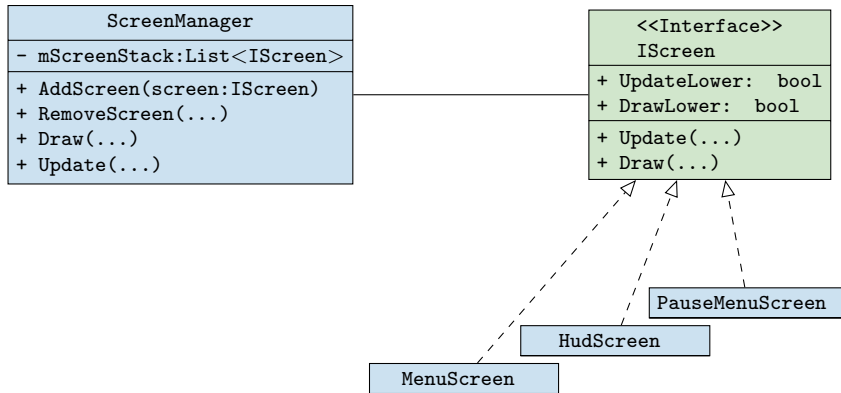 ScreenManager
- mScreenStack:List<IScreen>
+ AddScreen(screen:IScreen)
+ RemoveScreen(...)
+ Draw(...)
+ Update(...)
<<Interface>>
IScreen
+ UpdateLower: bool
+ DrawLower: bool
+ Update(...)
+ Draw(...)
PauseMenuScreen
HudScreen
MenuScreen